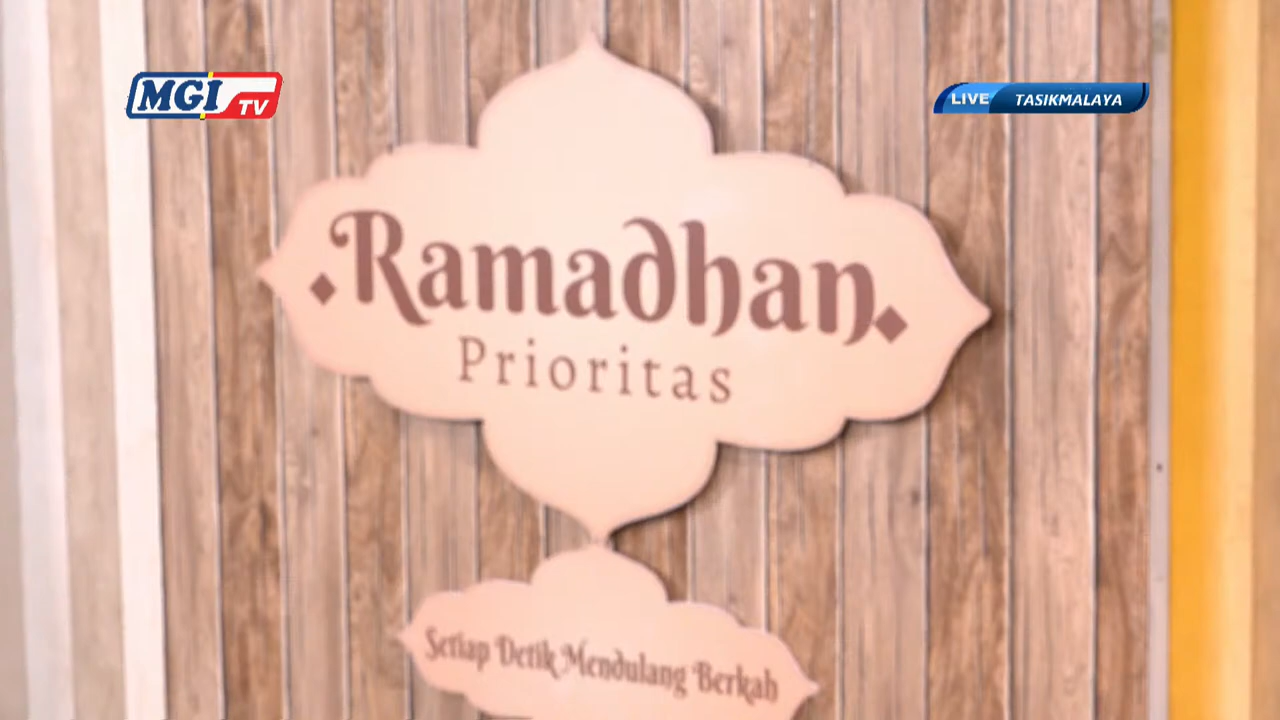 MGI TV
LIVE TASIKMALAYA
Ramadhan
Prioritas
Setiap Detik Mendulang Berkah